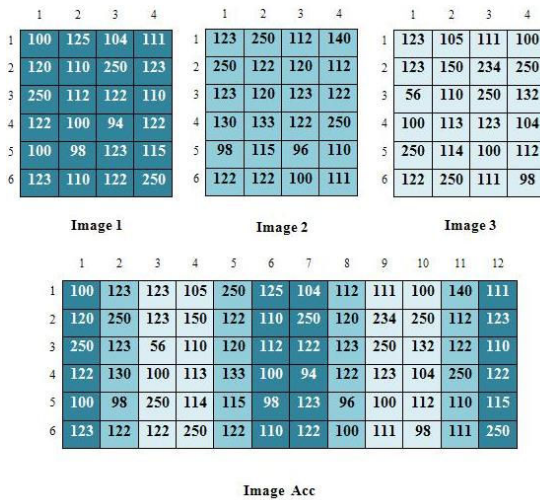 1 2 3 4
1 100 125 104 111
2 120 110 250 123
3 250 112 122 110
4 122 100 94 122
5 100 98 123 115
6 123 110 122 250
Image 1
1 2 3 4
1 123 250 112 140
2 250 122 120 112
3 123 120 123 122
4 130 133 122 250
5 98 115 96 110
6 122 122 100 111
Image 2
1 2 3 4
1 123 105 111 100
2 123 150 234 250
3 56 110 250 132
4 100 113 123 104
5 250 114 100 112
6 122 250 111 98
Image 3
1 2 3 4 5 6 7 8 9 10 11 12
1 100 123 123 105 250 125 104 112 111 100 140 111
2 120 250 123 150 122 110 250 120 234 250 112 123
3 250 123 56 110 120 112 122 123 250 132 122 110
4 122 130 100 113 133 100 94 122 123 104 250 122
5 100 98 250 114 115 98 123 96 100 112 110 115
6 123 122 122 250 122 110 122 100 111 98 111 250
Image Acc